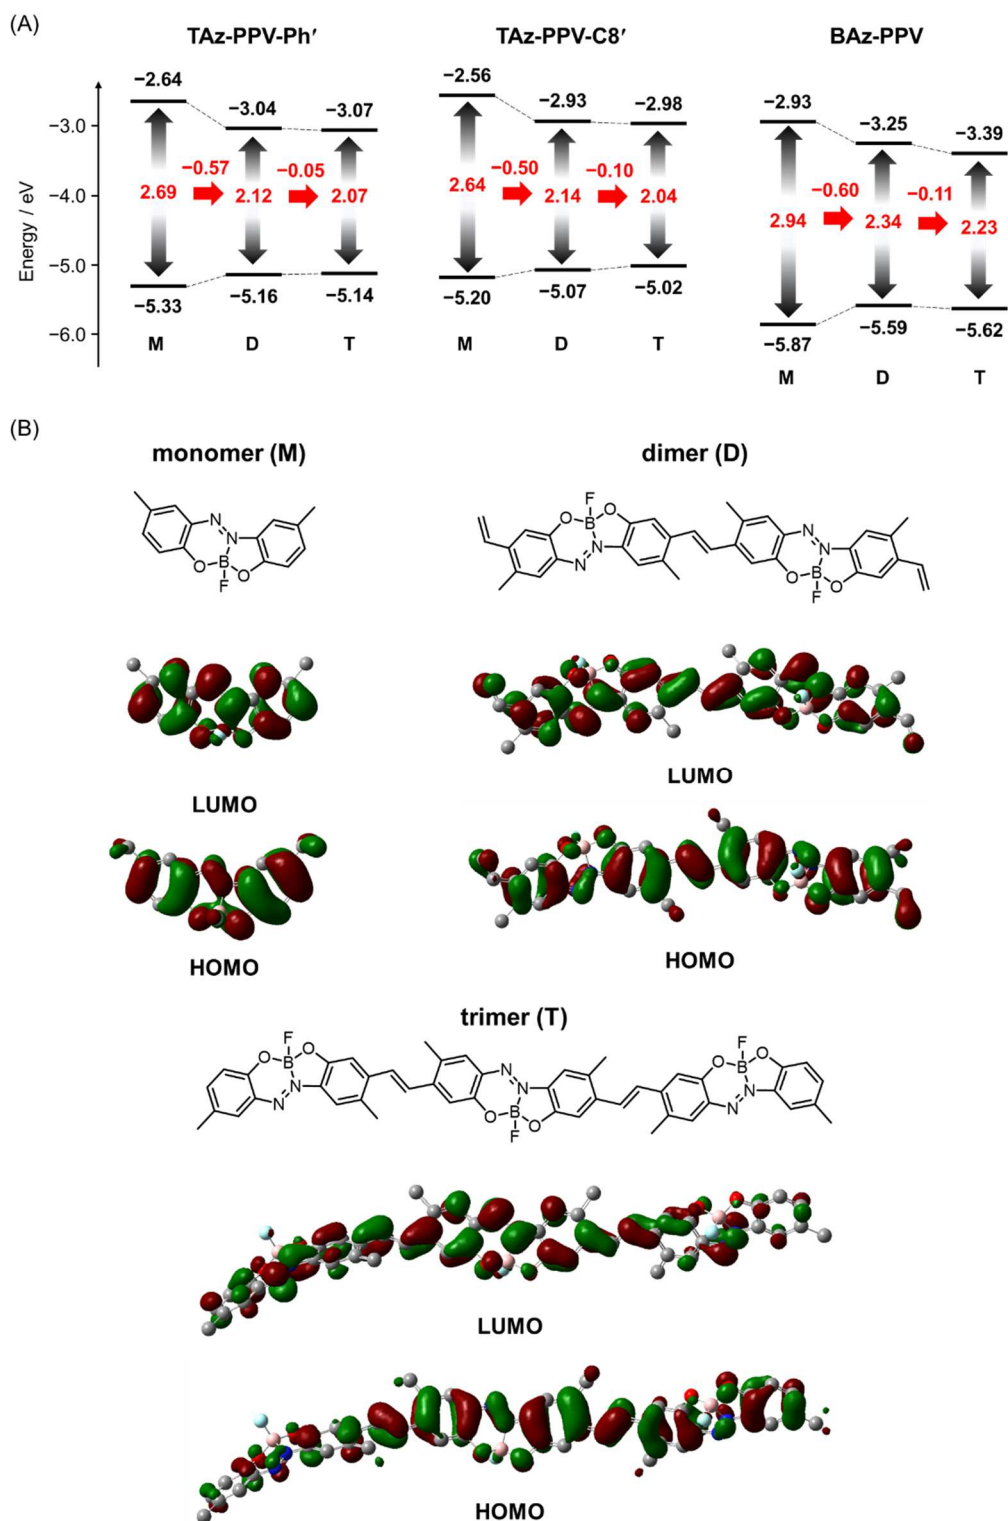 (A)
TAz-PPV-Ph′ TAz-PPV-C8′ BAz-PPV
Energy / eV
−3.0
−4.0
−5.0
−6.0
−2.64 −3.04 −3.07
−0.57 −0.05
2.69 2.12 2.07
−5.33 −5.16 −5.14
M D T
−2.56 −2.93 −2.98
−0.50 −0.10
2.64 2.14 2.04
−5.20 −5.07 −5.02
M D T
−2.93 −3.25 −3.39
−0.60 −0.11
2.94 2.34 2.23
−5.87 −5.59 −5.62
M D T
(B)
monomer (M) dimer (D)
N N O B O F
F O B O N N N N O B O F
LUMO LUMO
HOMO HOMO
trimer (T)
F O B O N N N N O B O F F O B O N N
LUMO
HOMO